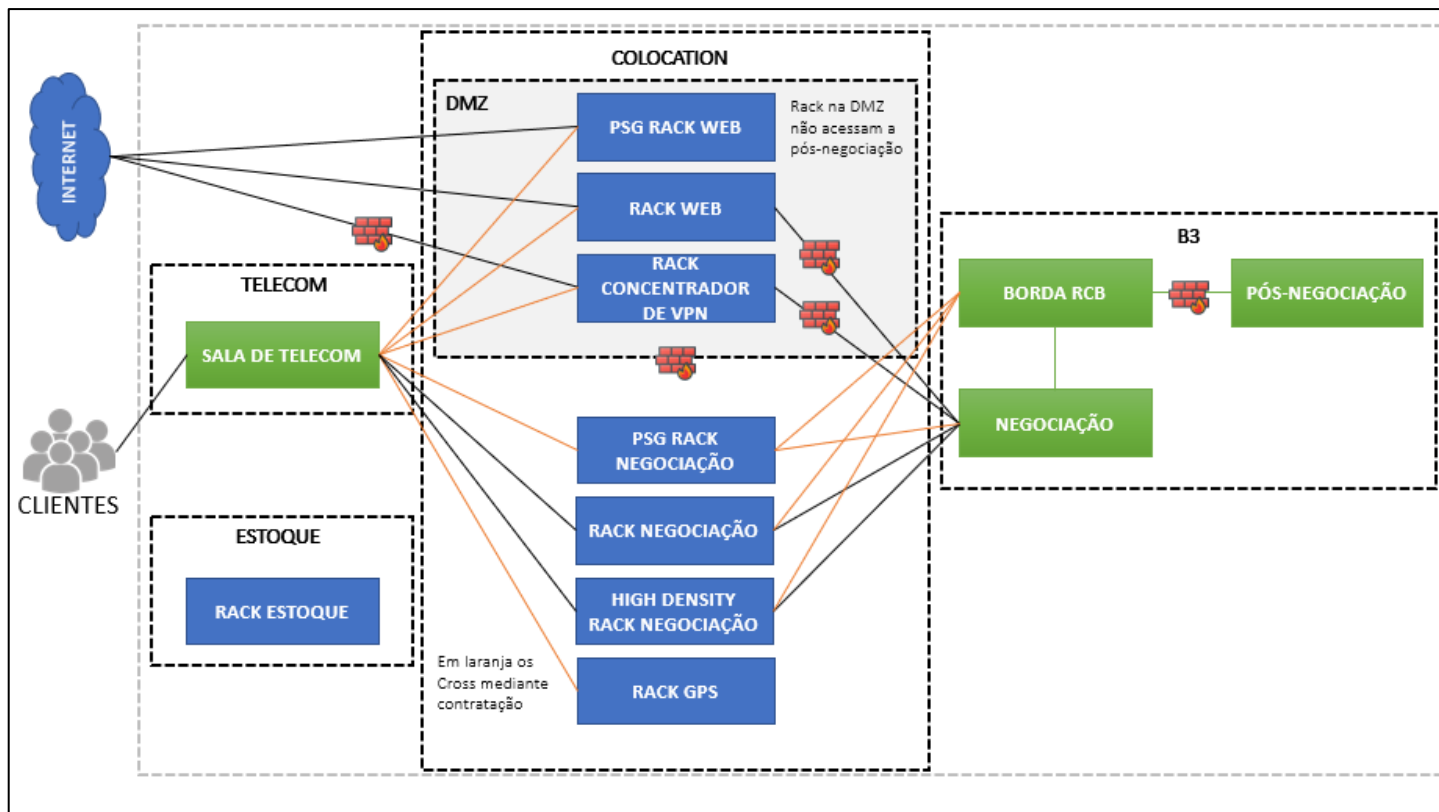 COLOCATION
DMZ
PSG RACK WEB
Rack na DMZ
não acessam a
pós-negociação
INTERNET
RACK WEB
B3
TELECOM
RACK
CONCENTRADOR
DE VPN
BORDA RCB
PÓS-NEGOCIAÇÃO
SALA DE TELECOM
NEGOCIAÇÃO
PSG RACK
NEGOCIAÇÃO
CLIENTES
RACK NEGOCIAÇÃO
ESTOQUE
RACK ESTOQUE
HIGH DENSITY
RACK NEGOCIAÇÃO
Em laranja os
Cross mediante
contratação
RACK GPS